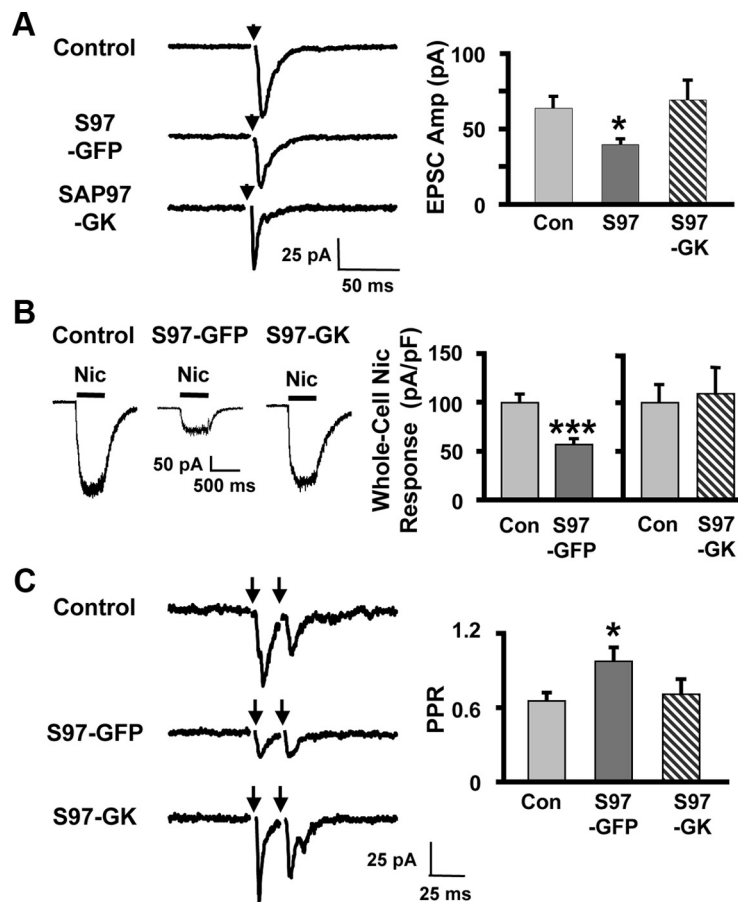 A
Control
S97
-GFP
SAP97
-GK
25 pA
50 ms
EPSC Amp (pA)
100
50
0
*
Con
S97
S97
-GK
B
Control
S97-GFP
S97-GK
Nic
Nic
Nic
50 pA
500 ms
Whole-Cell Nic
Response (pA/pF)
150
100
50
0
***
Con
S97
-GFP
Con
S97
-GK
C
Control
S97-GFP
S97-GK
25 pA
25 ms
PPR
1.2
0.6
0
*
Con
S97
-GFP
S97
-GK